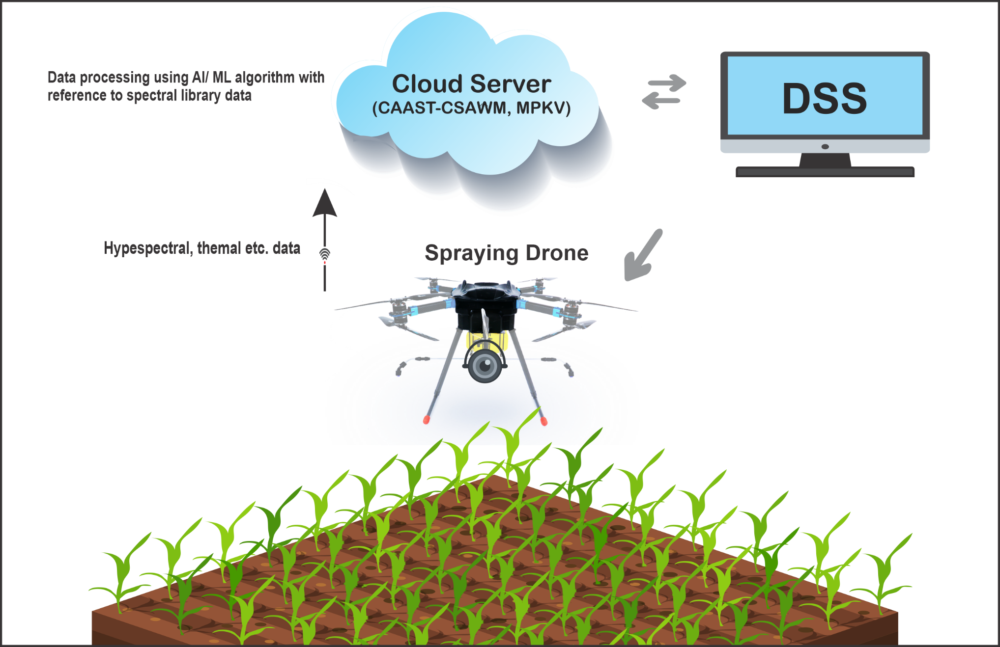 Data processing using AI/ ML algorithm with
reference to spectral library data
Cloud Server
(CAAST-CSAWM, MPKV)
DSS
Hypespectral, themal etc. data
Spraying Drone